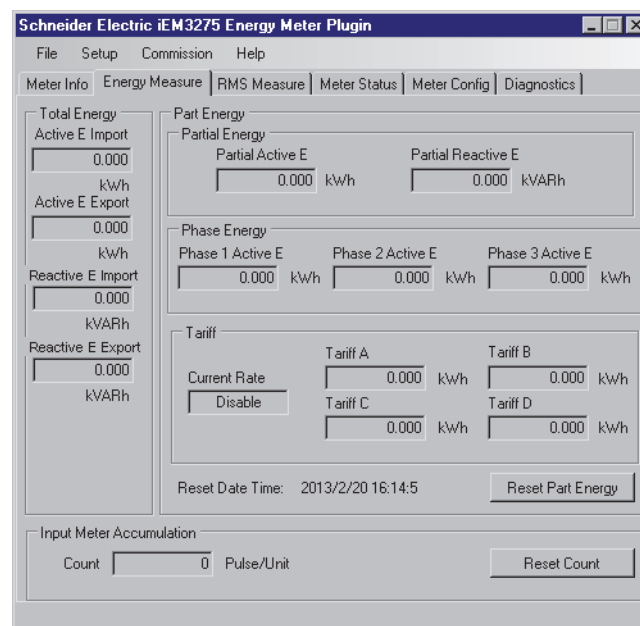 Schneider Electric iEM3275 Energy Meter Plugin
File Setup Commission Help
Meter Info Energy Measure RMS Measure Meter Status Meter Config Diagnostics
Total Energy
Active E Import
0.000
kWh
Active E Export
0.000
kWh
Reactive E Import
0.000
kVARh
Reactive E Export
0.000
kVARh
Part Energy
Partial Energy
Partial Active E Partial Reactive E
0.000 kWh 0.000 kVARh
Phase Energy
Phase 1 Active E Phase 2 Active E Phase 3 Active E
0.000 kWh 0.000 kWh 0.000 kWh
Tariff
Current Rate
Disable
Tariff A Tariff B
0.000 kWh 0.000 kWh
Tariff C Tariff D
0.000 kWh 0.000 kWh
Reset Date Time: 2013/2/20 16:14:5 Reset Part Energy
Input Meter Accumulation
Count 0 Pulse/Unit Reset Count